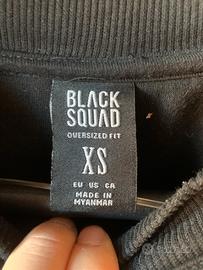 BLACK
SQUAD
OVERSIZED FIT
XS
EU US CA
MADE IN
MYANMAR